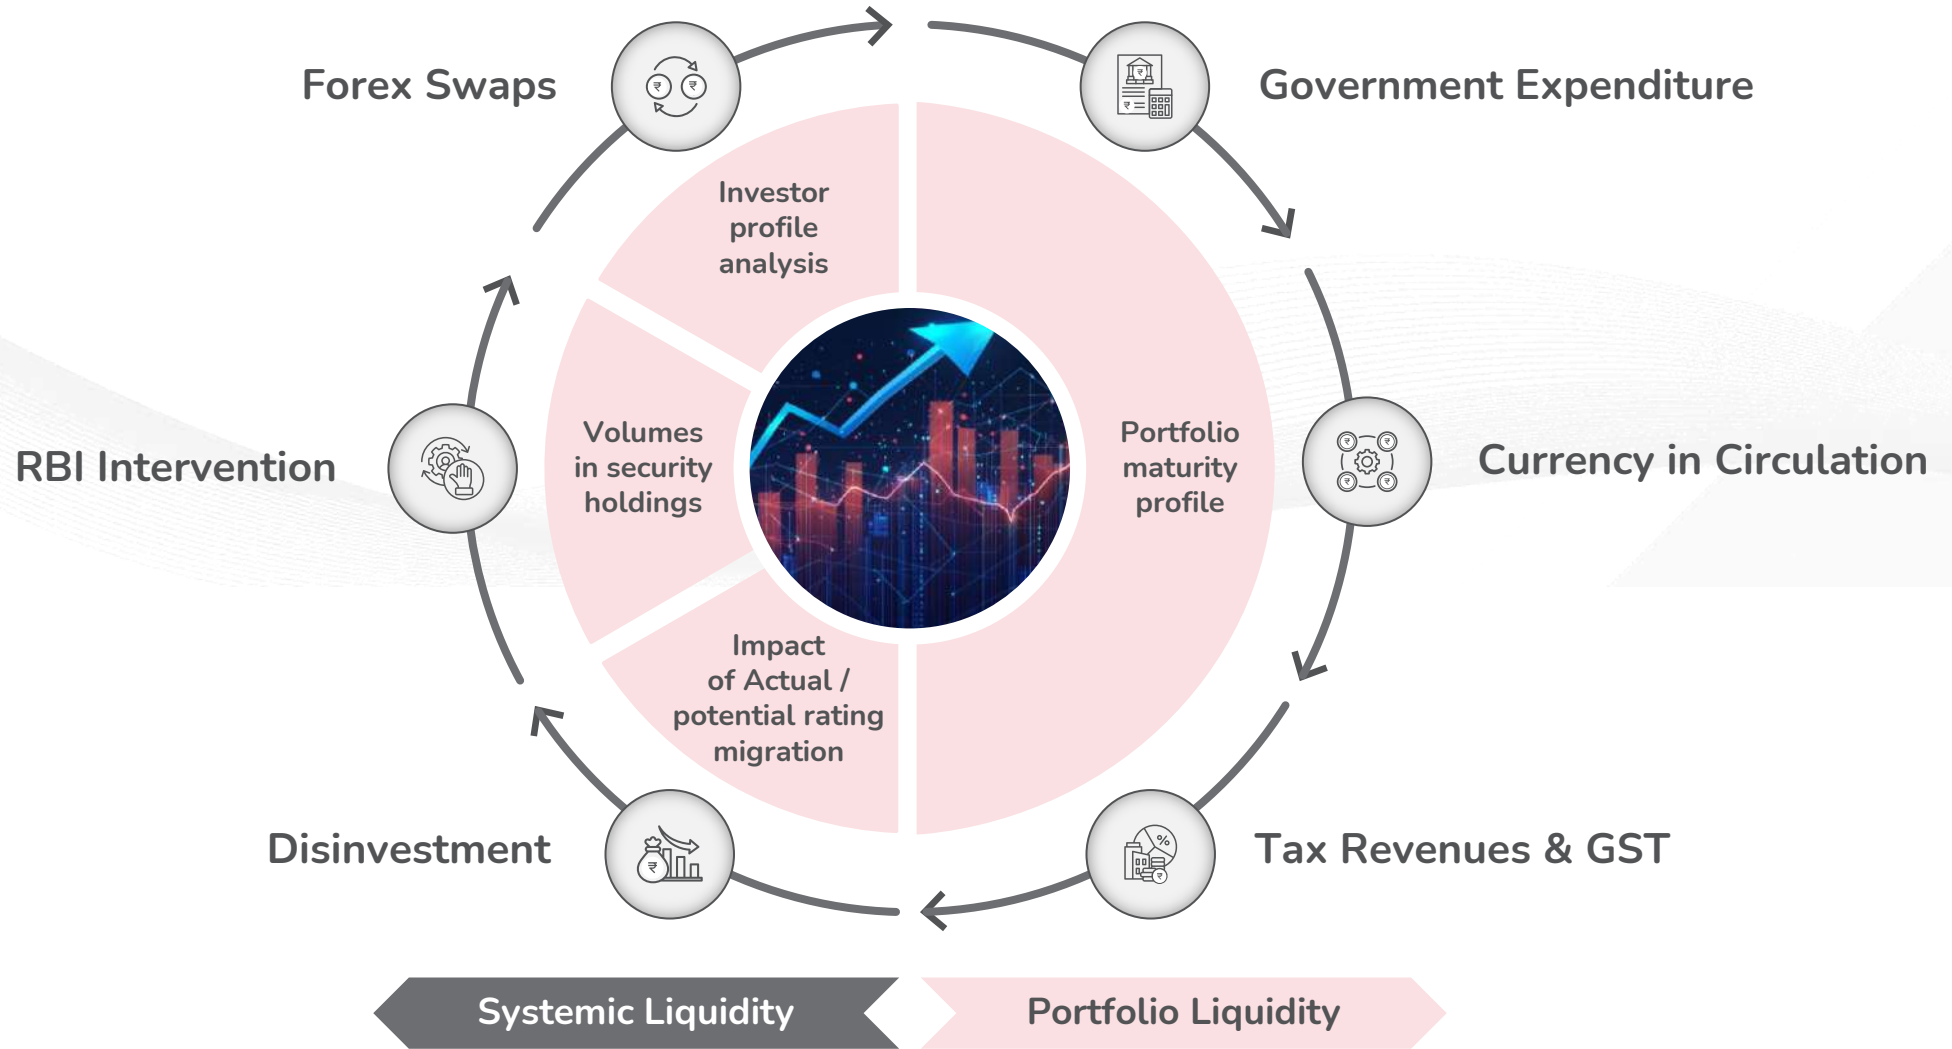 Forex Swaps
Government Expenditure
Investor
profile
analysis
RBI Intervention
Volumes
in security
holdings
Portfolio
maturity
profile
Currency in Circulation
Impact
of Actual /
potential rating
migration
Disinvestment
Tax Revenues & GST
Systemic Liquidity
Portfolio Liquidity